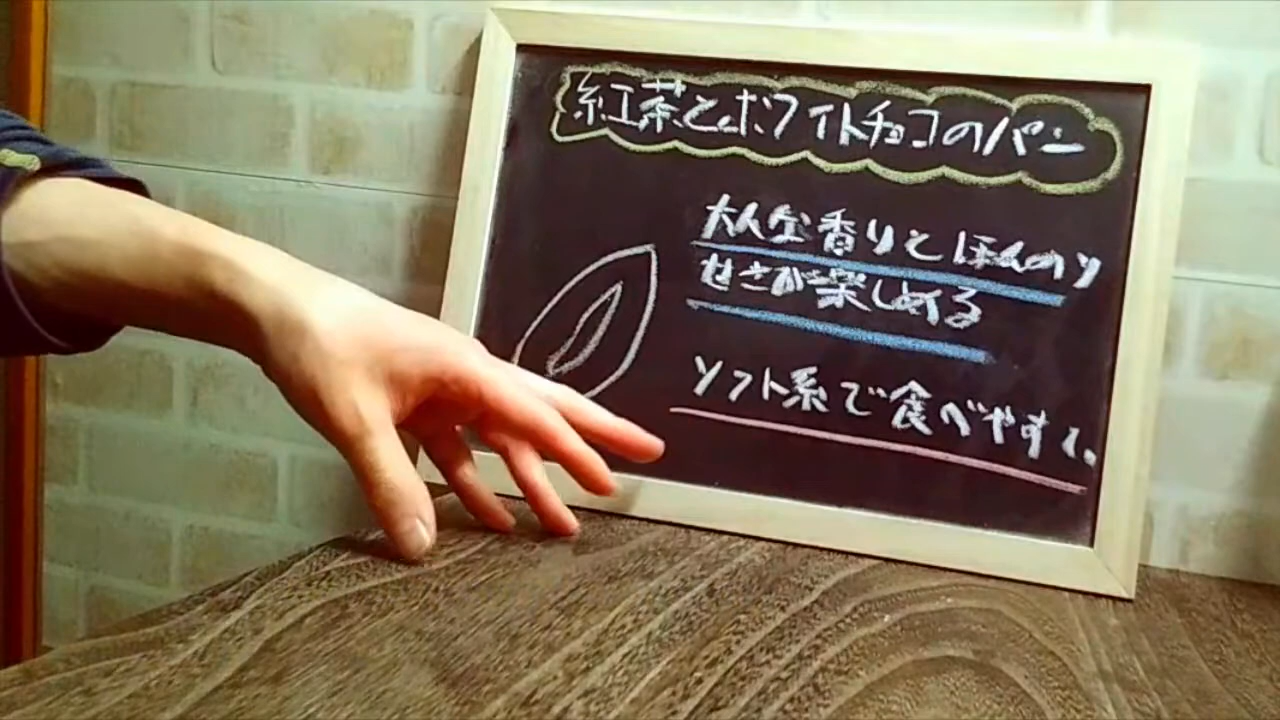 紅茶とホワイトチョコのパン
大人な香りとほんのり
甘さが楽しめる
ソフト系で食べやすく。